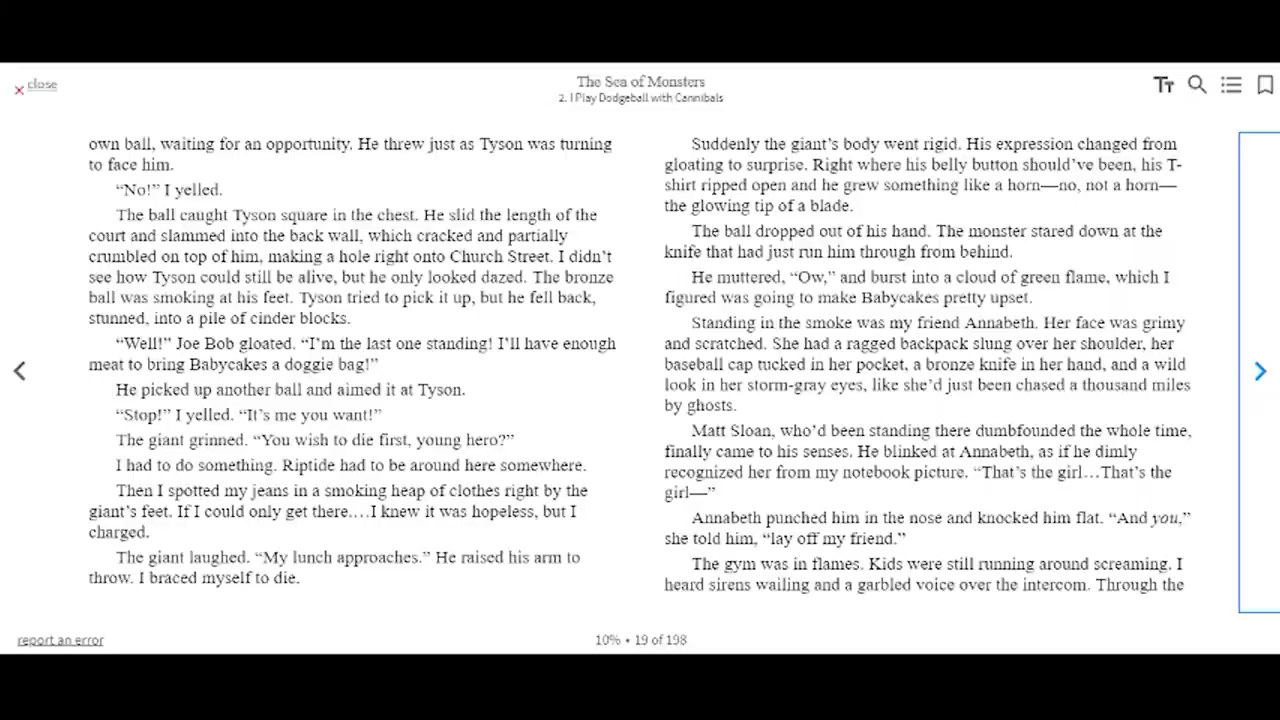 close
The Sea of Monsters
2. I Play Dodgeball with Cannibals
own ball, waiting for an opportunity. He threw just as Tyson was turning
to face him.
“No!” I yelled.
The ball caught Tyson square in the chest. He slid the length of the
court and slammed into the back wall, which cracked and partially
crumbled on top of him, making a hole right onto Church Street. I didn’t
see how Tyson could still be alive, but he only looked dazed. The bronze
ball was smoking at his feet. Tyson tried to pick it up, but he fell back,
stunned, into a pile of cinder blocks.
“Well!” Joe Bob gloated. “I’m the last one standing! I’ll have enough
meat to bring Babycakes a doggie bag!”
He picked up another ball and aimed it at Tyson.
“Stop!” I yelled. “It’s me you want!”
The giant grinned. “You wish to die first, young hero?”
I had to do something. Riptide had to be around here somewhere.
Then I spotted my jeans in a smoking heap of clothes right by the
giant’s feet. If I could only get there.…I knew it was hopeless, but I
charged.
The giant laughed. “My lunch approaches.” He raised his arm to
throw. I braced myself to die.
Suddenly the giant’s body went rigid. His expression changed from
gloating to surprise. Right where his belly button should’ve been, his T-
shirt ripped open and he grew something like a horn—no, not a horn—
the glowing tip of a blade.
The ball dropped out of his hand. The monster stared down at the
knife that had just run him through from behind.
He muttered, “Ow,” and burst into a cloud of green flame, which I
figured was going to make Babycakes pretty upset.
Standing in the smoke was my friend Annabeth. Her face was grimy
and scratched. She had a ragged backpack slung over her shoulder, her
baseball cap tucked in her pocket, a bronze knife in her hand, and a wild
look in her storm-gray eyes, like she’d just been chased a thousand miles
by ghosts.
Matt Sloan, who’d been standing there dumbfounded the whole time,
finally came to his senses. He blinked at Annabeth, as if he dimly
recognized her from my notebook picture. “That’s the girl…That’s the
girl—”
Annabeth punched him in the nose and knocked him flat. “And you,”
she told him, “lay off my friend.”
The gym was in flames. Kids were still running around screaming. I
heard sirens wailing and a garbled voice over the intercom. Through the
report an error
10% • 19 of 198